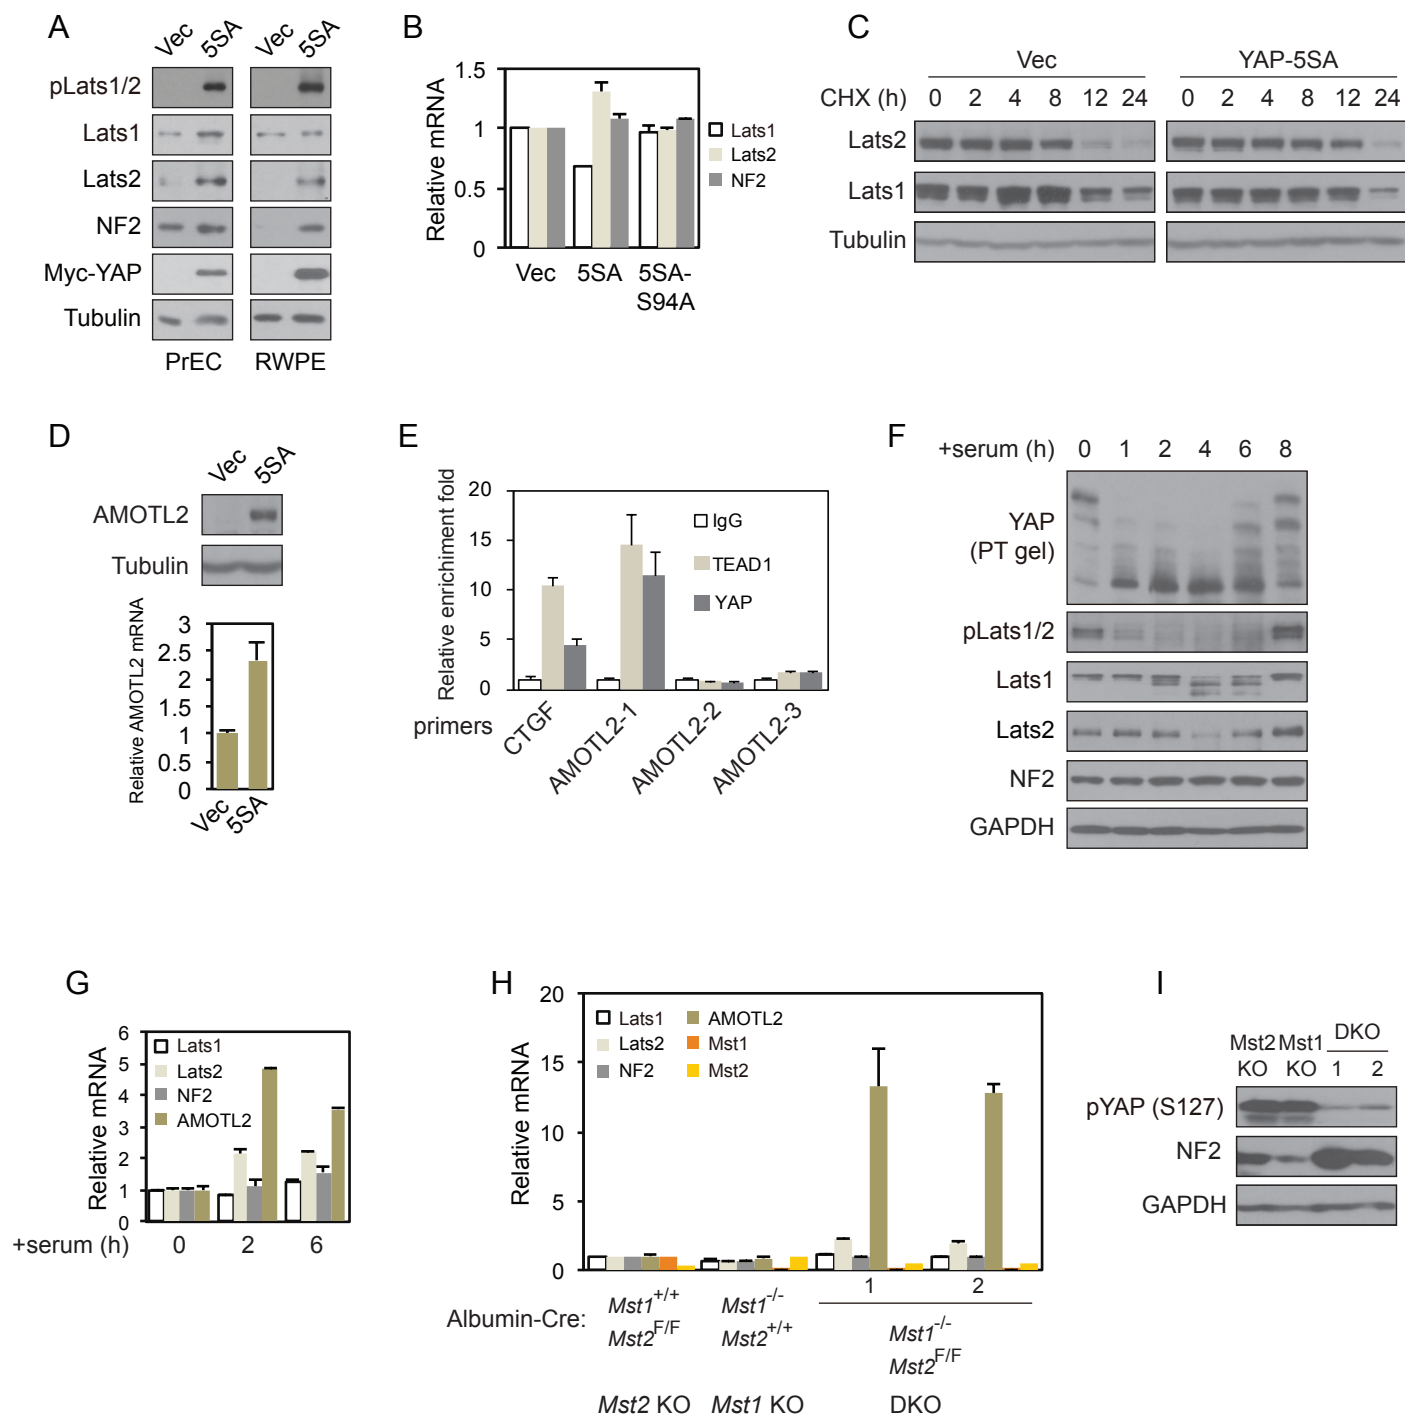 A
Vec 5SA Vec 5SA
pLats1/2
Lats1
Lats2
NF2
Myc-YAP
Tubulin
PrEC RWPE
B
Relative mRNA
1.5
1
0.5
0
Lats1
Lats2
NF2
Vec 5SA 5SA-
S94A
C
Vec YAP-5SA
CHX (h) 0 2 4 8 12 24 0 2 4 8 12 24
Lats2
Lats1
Tubulin
D
Vec 5SA
AMOTL2
Tubulin
Relative AMOTL2 mRNA
3
2.5
2
1.5
1
0.5
0
Vec 5SA
E
Relative enrichiment fold
20
15
10
5
0
IgG
TEAD1
YAP
primers
CTGF AMOTL2-1 AMOTL2-2 AMOTL2-3
F
+serum (h) 0 1 2 4 6 8
YAP
(PT gel)
pLats1/2
Lats1
Lats2
NF2
GAPDH
G
Relative mRNA
6
5
4
3
2
1
0
Lats1
Lats2
NF2
AMOTL2
+serum (h) 0 2 6
H
Relative mRNA
20
15
10
5
0
Lats1 AMOTL2
Lats2 Mst1
NF2 Mst2
1 2
Albumin-Cre:
Mst1+/+ Mst1-/-
Mst2F/F Mst2+/+
Mst1-/-
Mst2F/F
Mst2 KO Mst1 KO DKO
I
Mst2 Mst1 DKO
KO KO 1 2
pYAP (S127)
NF2
GAPDH